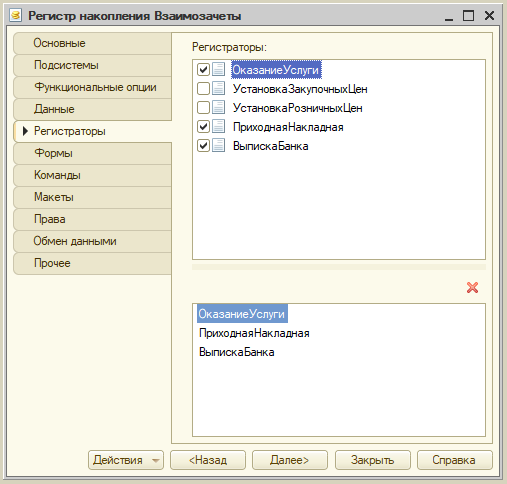 Регистр накопления Взаимозачеты
Основные
Подсистемы
Функциональные опции
Данные
Регистраторы
Формы
Команды
Макеты
Права
Обмен данными
Прочее
Регистраторы:
ОказаниеУслуги
УстановкаЗакупочныхЦен
УстановкаРозничныхЦен
ПриходнаяНакладная
ВыпискаБанка
ОказаниеУслуги
ПриходнаяНакладная
ВыпискаБанка
Действия
<Назад
Далее>
Закрыть
Справка